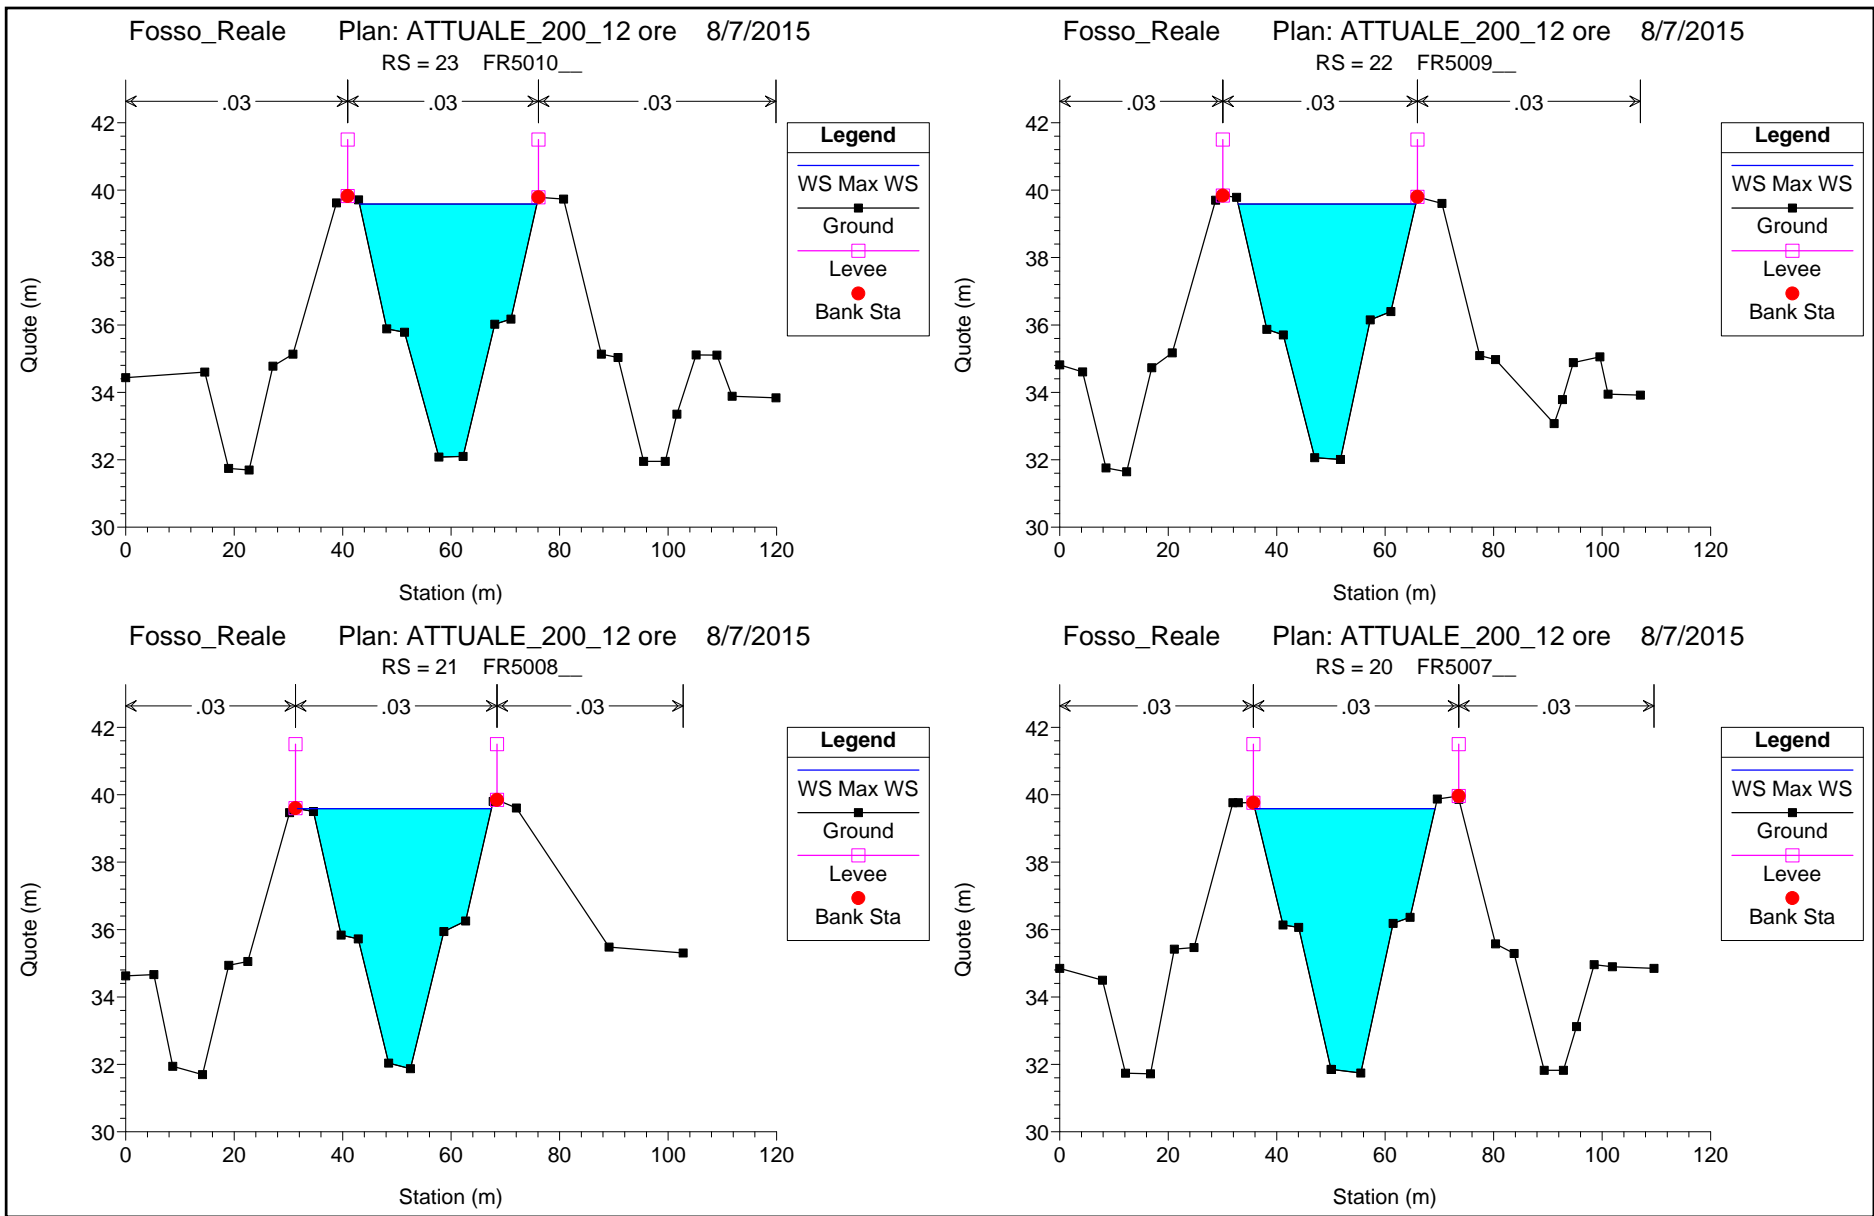 Fosso_Reale Plan: ATTUALE_200_12 ore 8/7/2015
RS = 23 FR5010__
.03 .03 .03
42
40
38
36
34
32
30
0 20 40 60 80 100 120
Quote (m)
Station (m)
Legend
WS Max WS
Ground
Levee
Bank Sta
Fosso_Reale Plan: ATTUALE_200_12 ore 8/7/2015
RS = 22 FR5009__
.03 .03 .03
42
40
38
36
34
32
30
0 20 40 60 80 100 120
Quote (m)
Station (m)
Legend
WS Max WS
Ground
Levee
Bank Sta
Fosso_Reale Plan: ATTUALE_200_12 ore 8/7/2015
RS = 21 FR5008__
.03 .03 .03
42
40
38
36
34
32
30
0 20 40 60 80 100 120
Quote (m)
Station (m)
Legend
WS Max WS
Ground
Levee
Bank Sta
Fosso_Reale Plan: ATTUALE_200_12 ore 8/7/2015
RS = 20 FR5007__
.03 .03 .03
42
40
38
36
34
32
30
0 20 40 60 80 100 120
Quote (m)
Station (m)
Legend
WS Max WS
Ground
Levee
Bank Sta